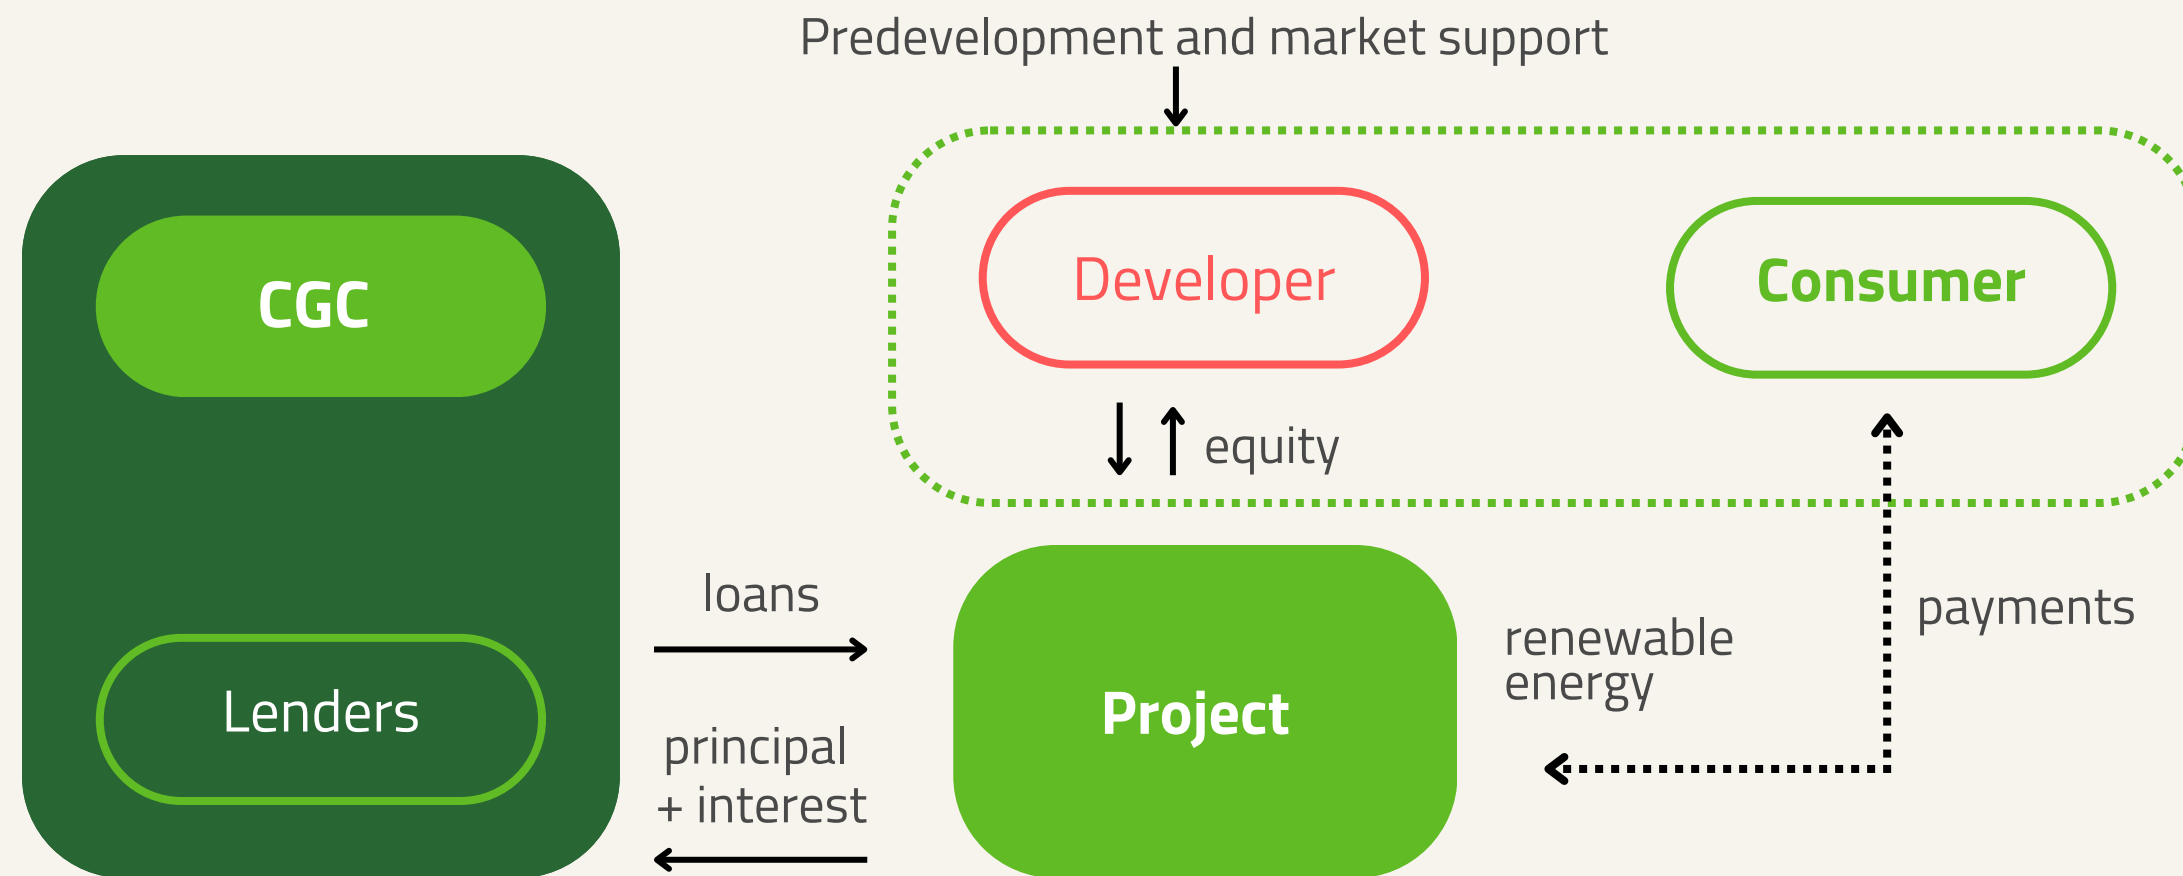 Predevelopment and market support
CGC
Developer
Consumer
equity
loans
Lenders
principal
+ interest
Project
renewable
energy
payments